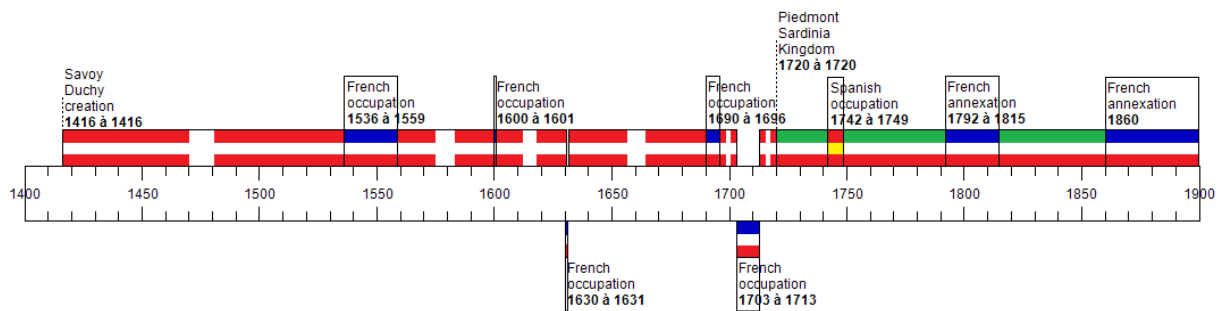 Piedmont
Sardinia
Kingdom
1720 à 1720
Savoy
Duchy
creation
1416 à 1416
French
occupation
1536 à 1559
French
occupation
1600 à 1601
French
occupation
1690 à 1696
Spanish
occupation
1742 à 1749
French
annexation
1792 à 1815
French
annexation
1860
1400 1450 1500 1550 1600 1650 1700 1750 1800 1850 1900
French
occupation
1630 à 1631
French
occupation
1703 à 1713